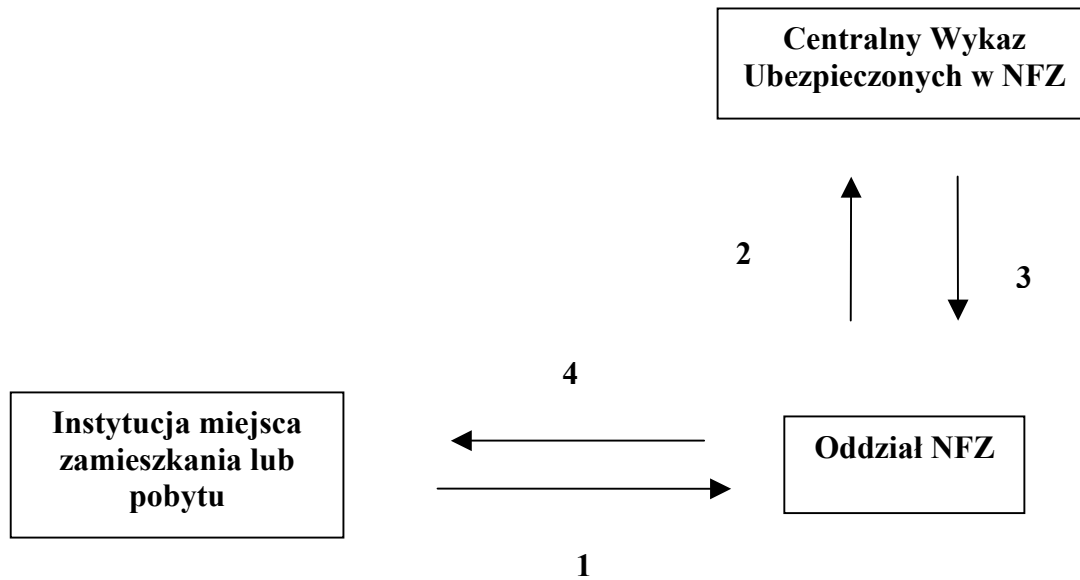 Centralny Wykaz
Ubezpieczonych w NFZ
2
3
4
Instytucja miejsca
zamieszkania lub
pobytu
Oddział NFZ
1